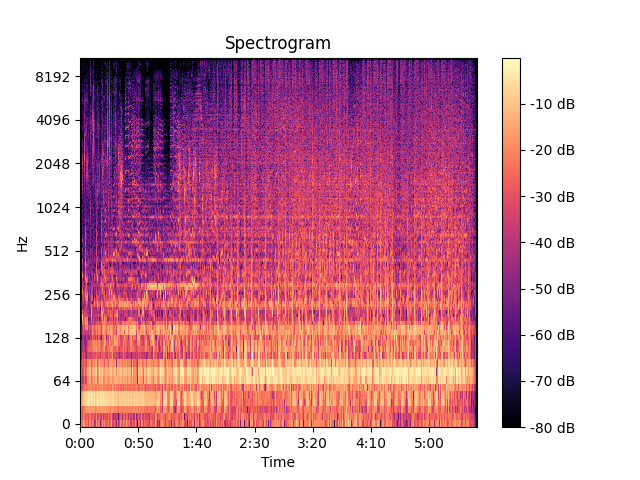 Spectrogram
8192
4096
2048
1024
512
256
128
64
0
Hz
0:00 0:50 1:40 2:30 3:20 4:10 5:00
Time
-10 dB
-20 dB
-30 dB
-40 dB
-50 dB
-60 dB
-70 dB
-80 dB